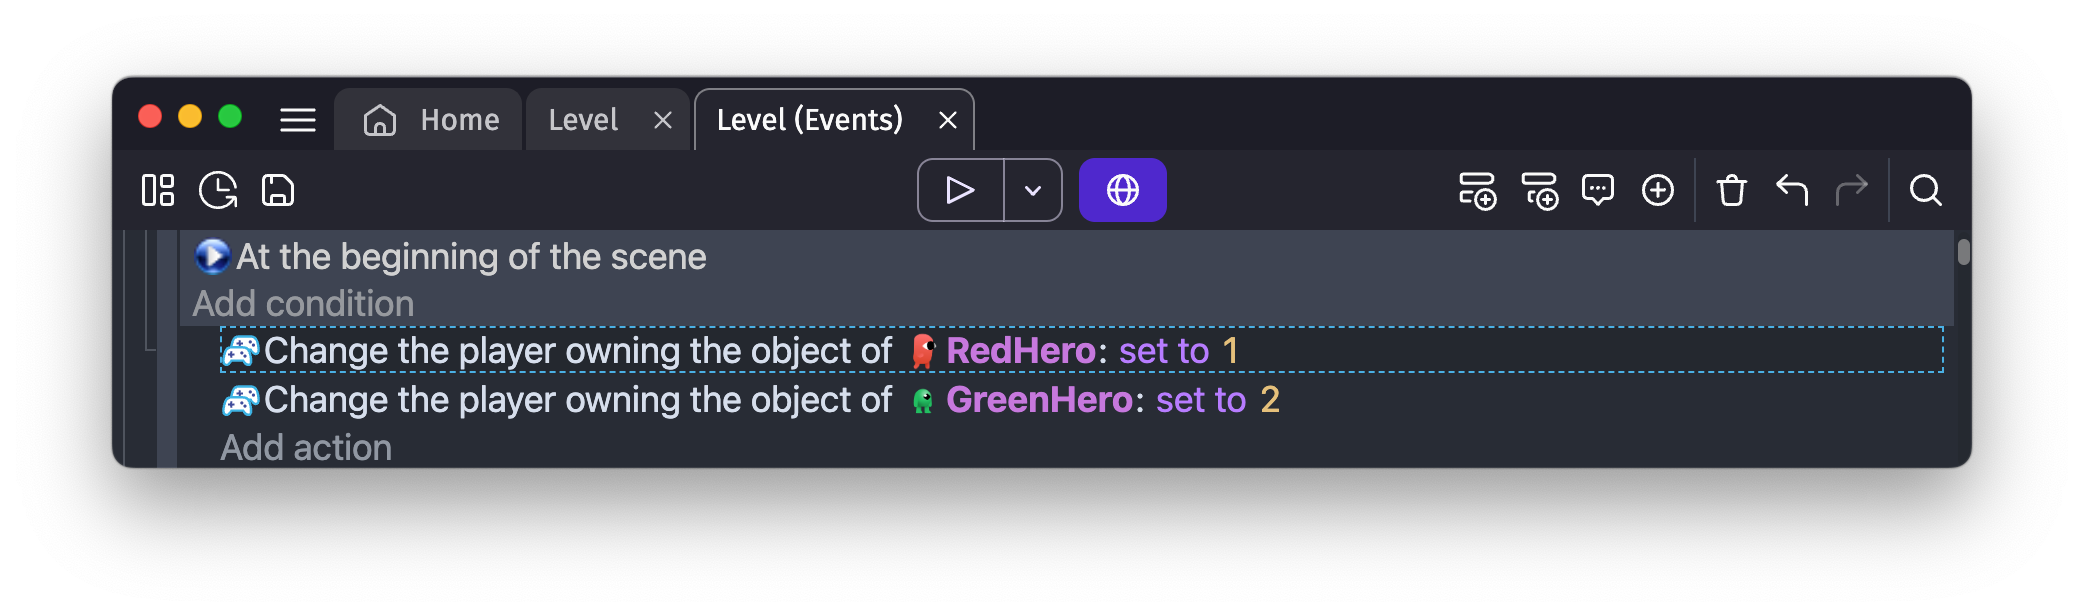 Home
Level
Level (Events)
At the beginning of the scene
Add condition
Change the player owning the object of RedHero: set to 1
Change the player owning the object of GreenHero: set to 2
Add action